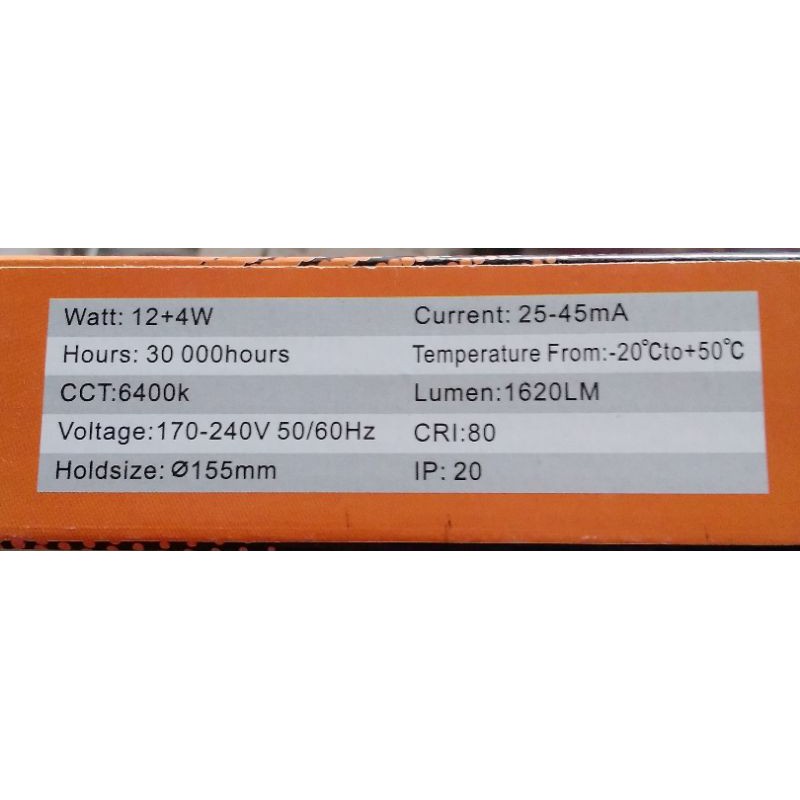 Watt: 12+4W
Current: 25-45mA
Hours: 30 000hours
Temperature From:-20°Cto+50°C
CCT:6400k
Lumen:1620LM
Voltage:170-240V 50/60Hz
CRI:80
Holdsize: Ø155mm
IP: 20